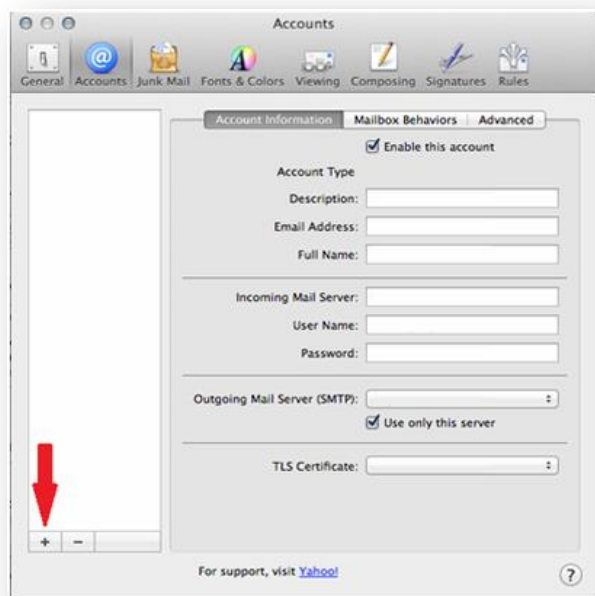 Accounts
General Accounts Junk Mail Fonts & Colors Viewing Composing Signatures Rules
Account Information Mailbox Behaviors Advanced
Enable this account
Account Type
Description:
Email Address:
Full Name:
Incoming Mail Server:
User Name:
Password:
Outgoing Mail Server (SMTP):
Use only this server
TLS Certificate:
+ −
For support, visit Yahoo!
?